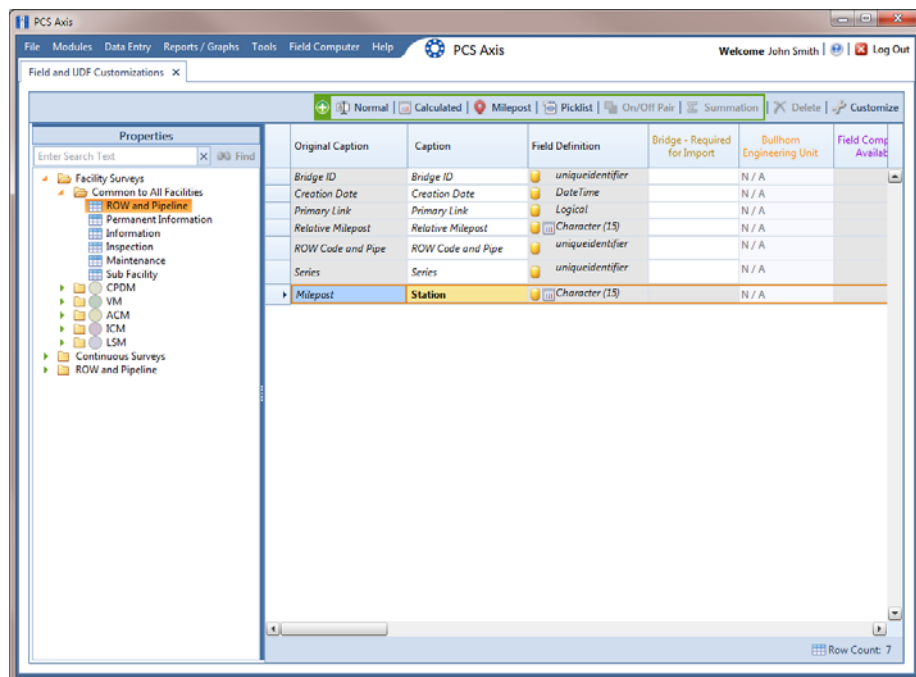 PCS Axis
File Modules Data Entry Reports / Graphs Tools Field Computer Help PCS Axis Welcome John Smith | | Log Out
Field and UDF Customizations X
Normal | Calculated | Milepost | Picklist | On/Off Pair | Summation | Delete | Customize
Properties
Enter Search Text X Find
Facility Surveys
Common to All Facilities
ROW and Pipeline
Permanent Information
Information
Inspection
Maintenance
Sub Facility
CPDM
VM
ACM
ICM
LSM
Continuous Surveys
ROW and Pipeline
Original Caption Caption Field Definition Bridge - Required for Import Bullhorn Engineering Unit Field Comp Availab
Bridge ID Bridge ID uniqueidentifier N / A
Creation Date Creation Date DateTime N / A
Primary Link Primary Link Logical N / A
Relative Milepost Relative Milepost Character (15) N / A
ROW Code and Pipe ROW Code and Pipe uniqueidentifier N / A
Series Series uniqueidentifier N / A
Milepost Station Character (15) N / A
Row Count: 7